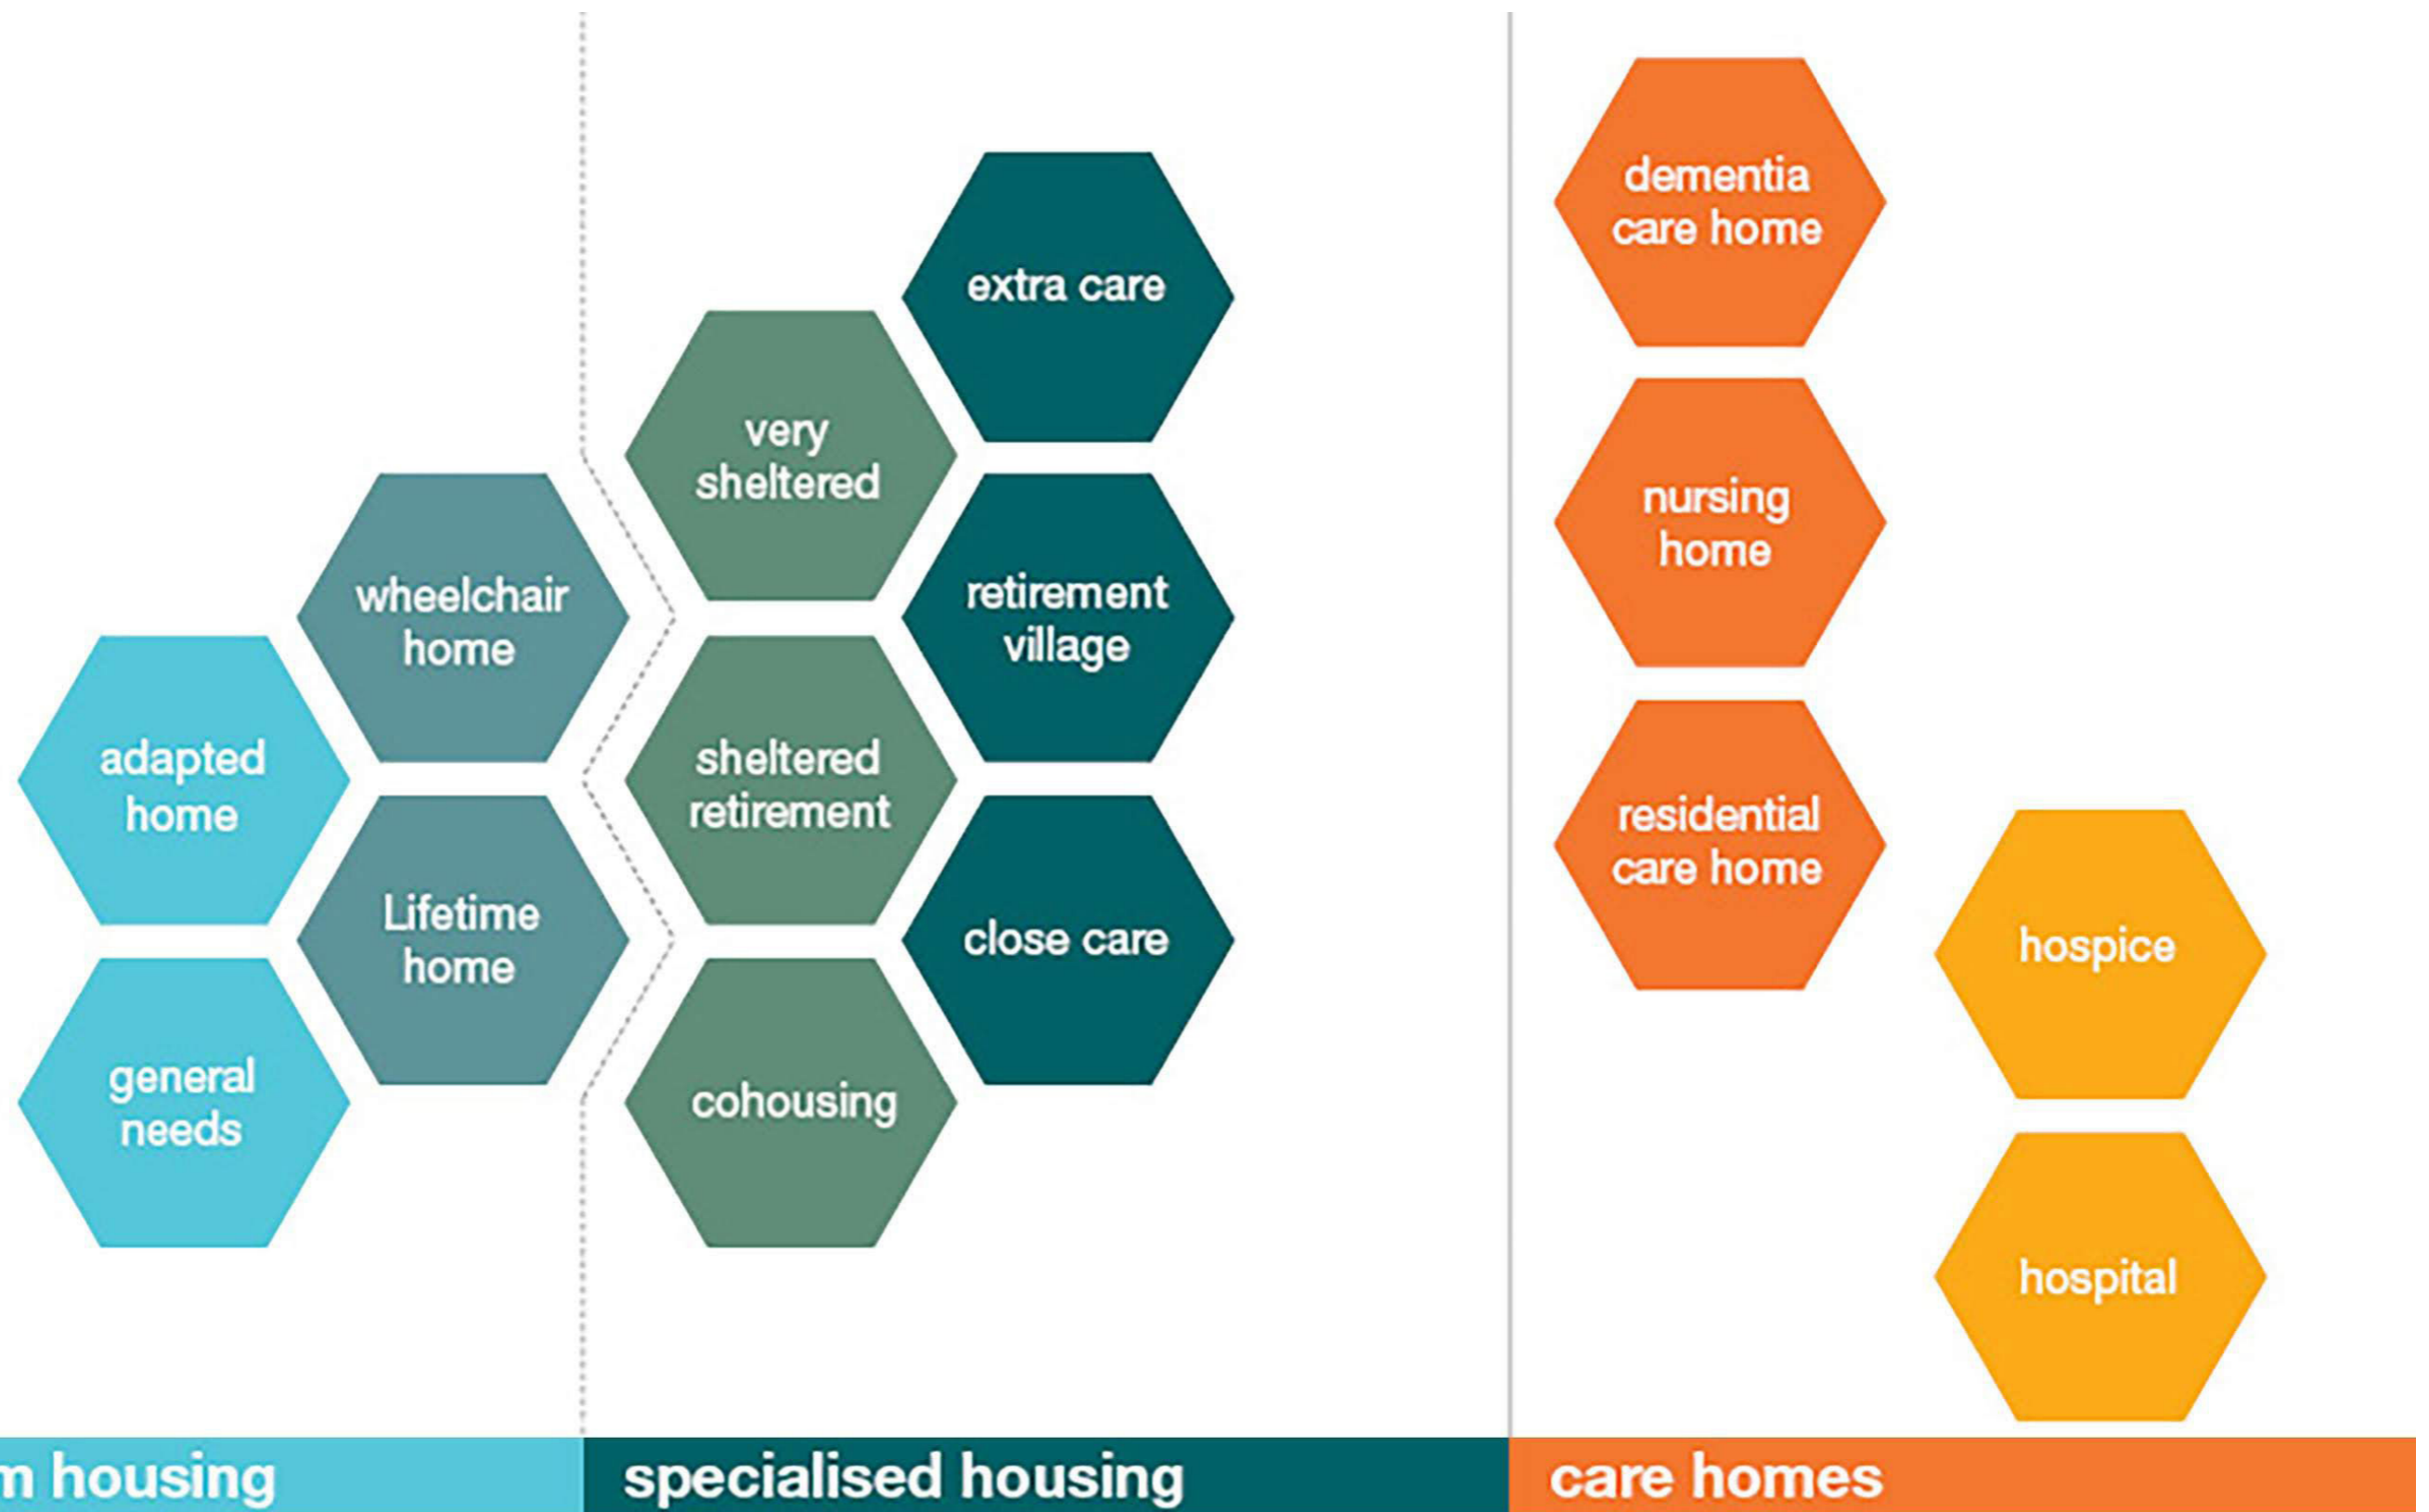 adapted
home
general
needs
wheelchair
home
Lifetime
home
very
sheltered
sheltered
retirement
cohousing
extra care
retirement
village
close care
dementia
care home
nursing
home
residential
care home
hospice
hospital
m housing
specialised housing
care homes